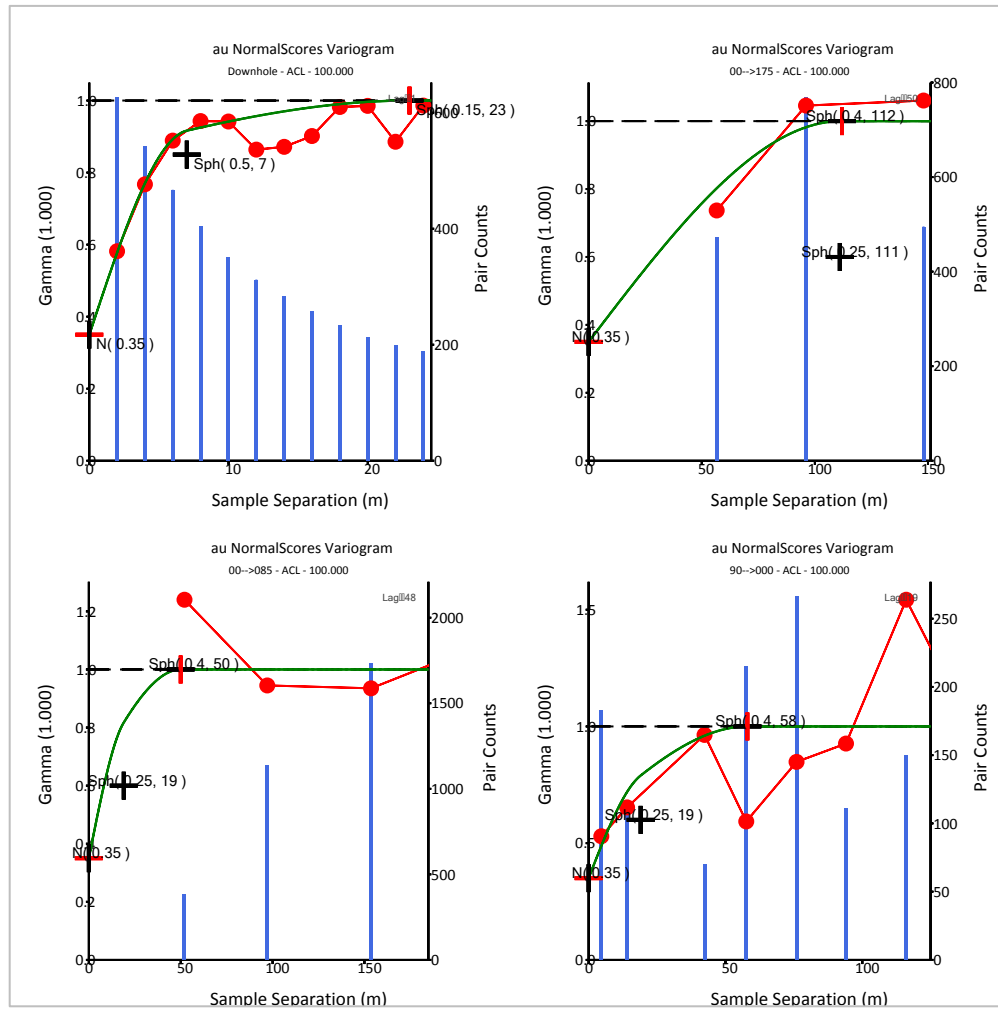 au NormalScores Variogram
Downhole - ACL - 100.000
1.0
Sph( 0.15, 23 )
600
0.8
Sph( 0.5, 7 )
0.6
400
0.4
N( 0.35 )
200
0.2
0.0
0
0
10
20
Gamma (1.000)
Pair Counts
Sample Separation (m)
au NormalScores Variogram
00-->175 - ACL - 100.000
800
Sph( 0.4, 112 )
1.0
0.8
600
0.6
Sph( 0.25, 111 )
400
0.4
N( 0.35 )
200
0.2
0.0
0
0
50
100
150
Gamma (1.000)
Pair Counts
Sample Separation (m)
au NormalScores Variogram
00-->085 - ACL - 100.000
Lag 48
1.2
2000
Sph( 0.4, 50 )
1.0
1500
0.8
Sph( 0.25, 19 )
0.6
1000
0.4
N( 0.35 )
500
0.2
0.0
0
0
50
100
150
Gamma (1.000)
Pair Counts
Sample Separation (m)
au NormalScores Variogram
90-->000 - ACL - 100.000
1.5
250
200
Sph( 0.4, 58 )
1.0
150
Sph( 0.25, 19 )
100
0.5
N( 0.35 )
50
0.0
0
0
50
100
Gamma (1.000)
Pair Counts
Sample Separation (m)